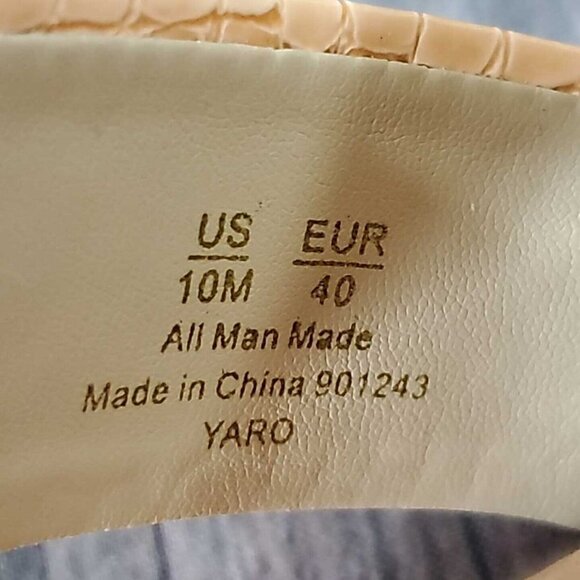 US EUR
10M 40
All Man Made
Made in China 901243
YARO